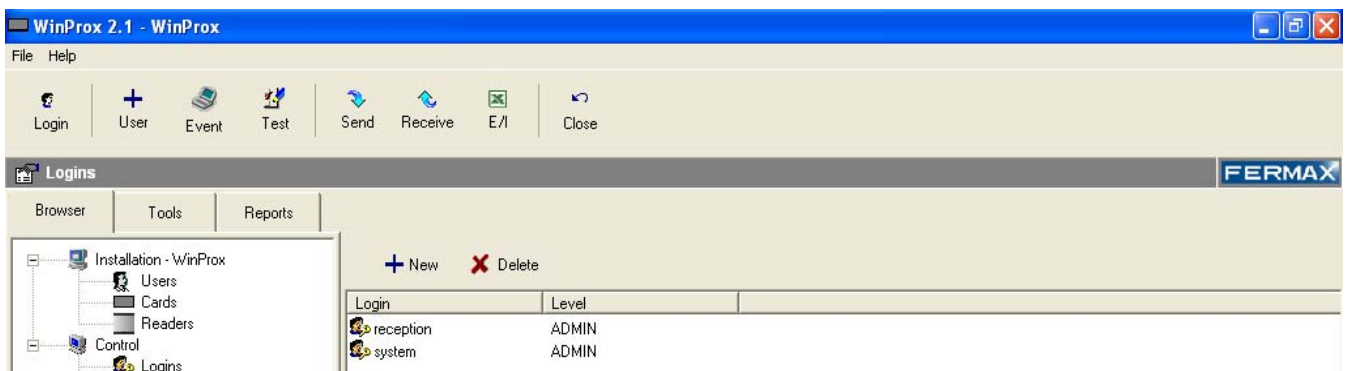 WinProx 2.1 - WinProx
File Help
Login User Event Test Send Receive E/I Close
Logins FERMAX
Browser Tools Reports
Installation - WinProx
Users
Cards
Readers
Control
Logins
New Delete
Login Level
reception ADMIN
system ADMIN